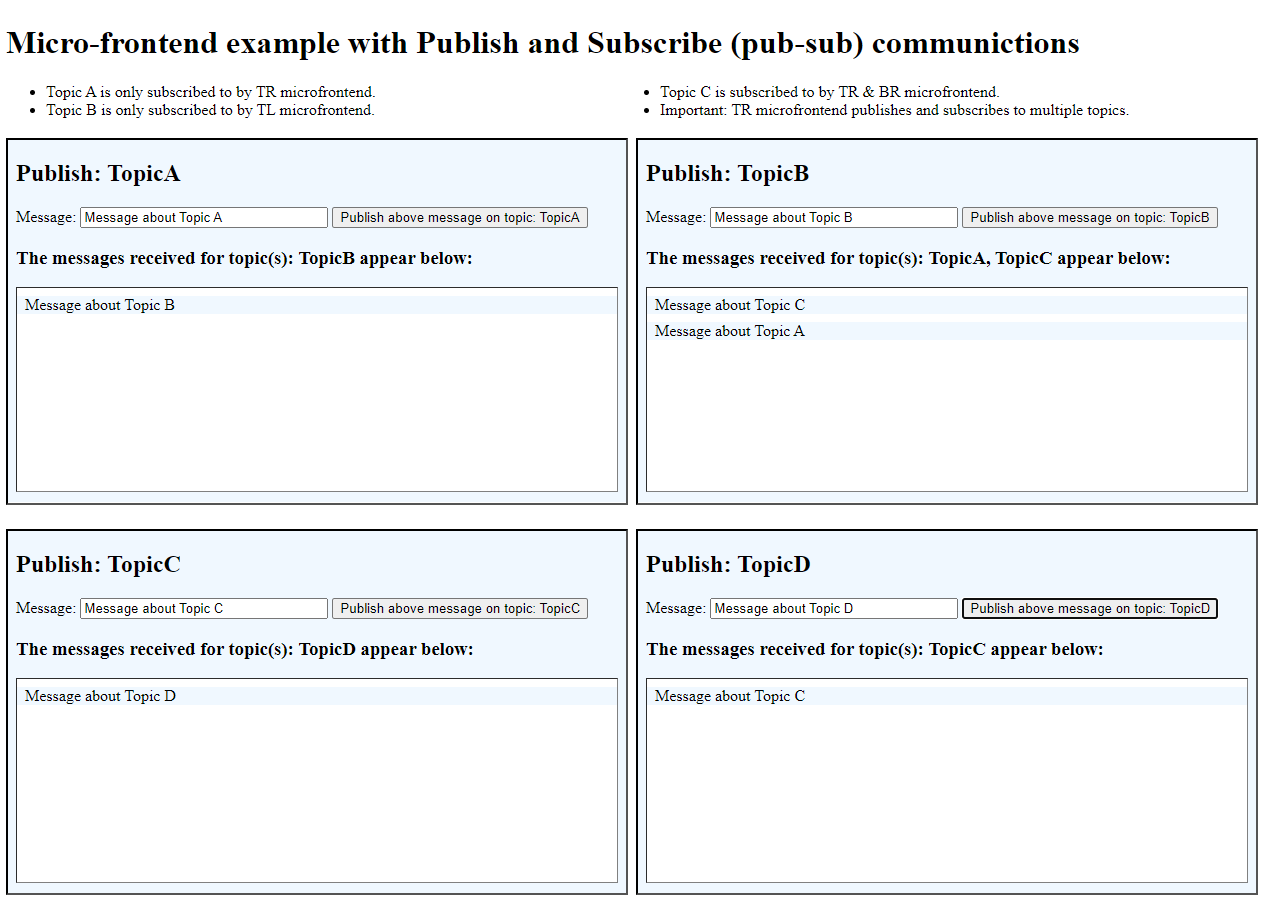 Micro-frontend example with Publish and Subscribe (pub-sub) communictions
Topic A is only subscribed to by TR microfrontend.
Topic B is only subscribed to by TL microfrontend.
Topic C is subscribed to by TR & BR microfrontend.
Important: TR microfrontend publishes and subscribes to multiple topics.
Publish: TopicA
Message: Message about Topic A Publish above message on topic: TopicA
The messages received for topic(s): TopicB appear below:
Message about Topic B
Publish: TopicB
Message: Message about Topic B Publish above message on topic: TopicB
The messages received for topic(s): TopicA, TopicC appear below:
Message about Topic C
Message about Topic A
Publish: TopicC
Message: Message about Topic C Publish above message on topic: TopicC
The messages received for topic(s): TopicD appear below:
Message about Topic D
Publish: TopicD
Message: Message about Topic D Publish above message on topic: TopicD
The messages received for topic(s): TopicC appear below:
Message about Topic C